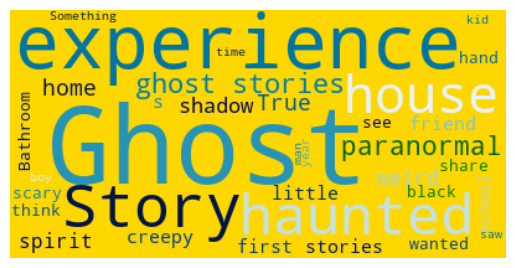 Something
kid
experience
time
hand
home
ghost stories
house
s
shadow
True
Bathroom
see
friend
Ghost
man
year
paranormal
share
boy
weird
scary
little
black
school
think
Story
haunted
spirit
creepy
first
stories
wanted
saw